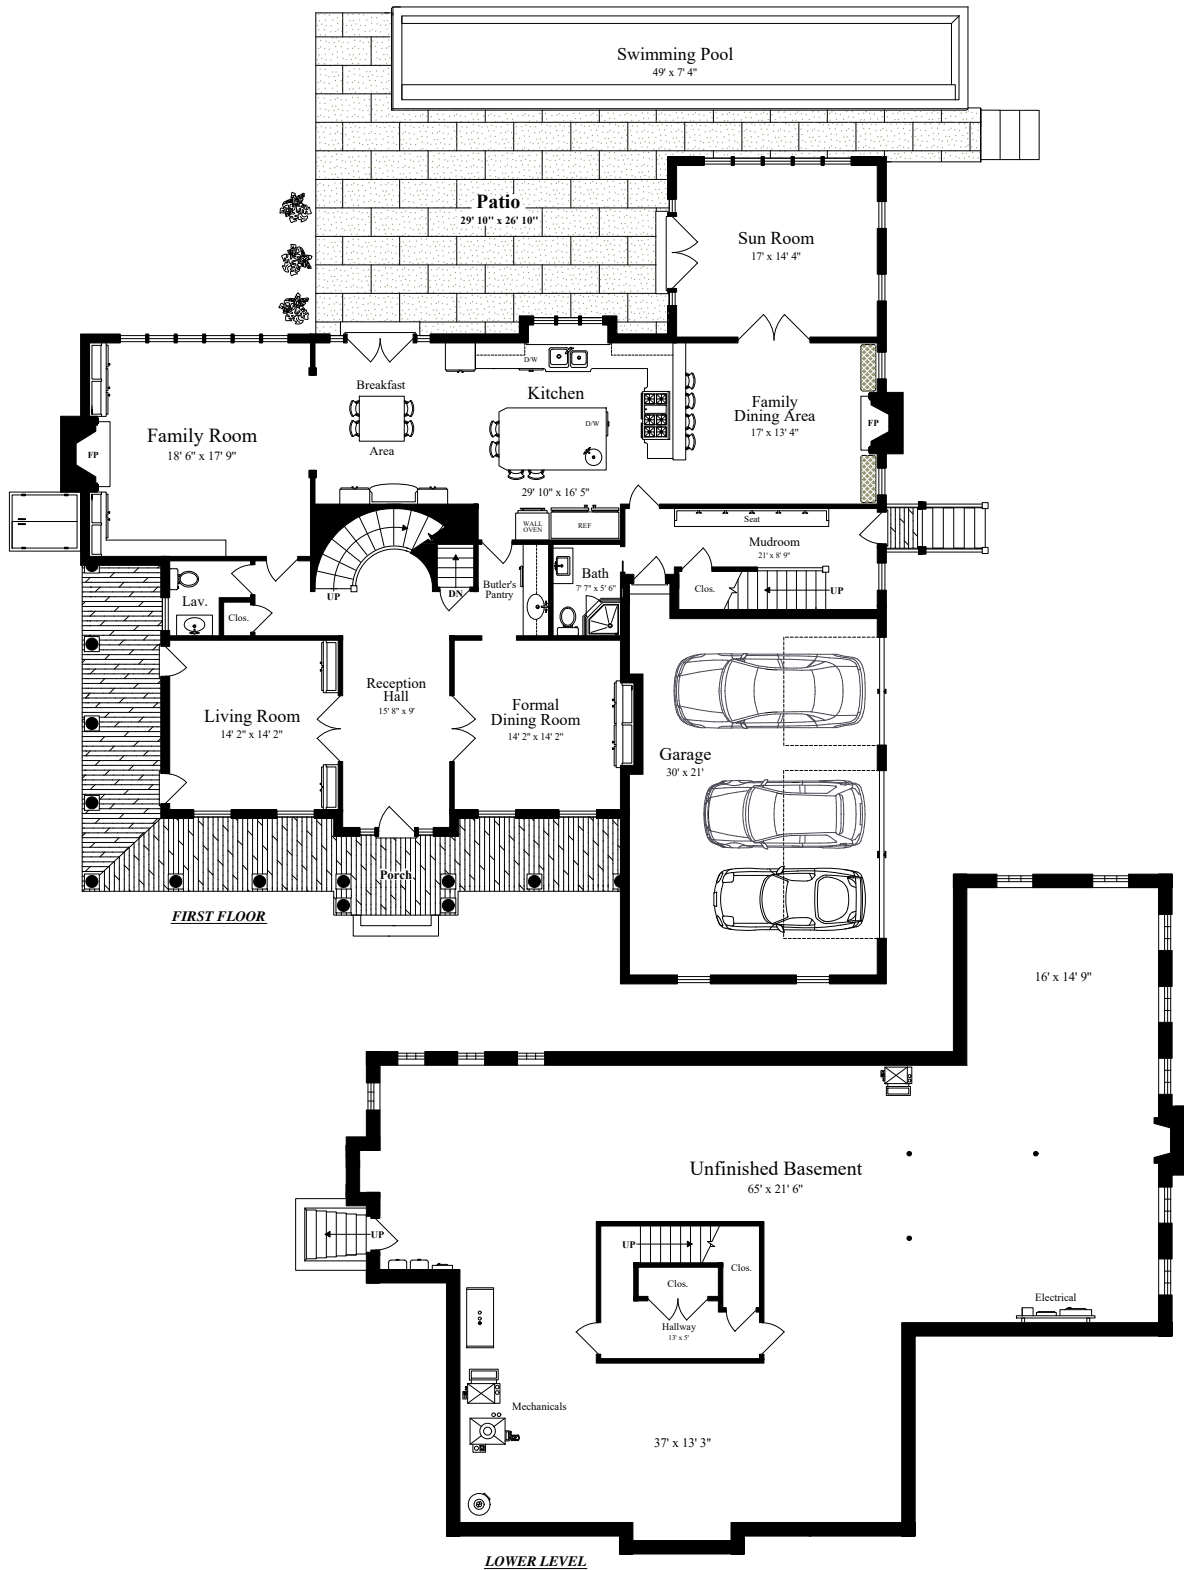 Swimming Pool
49' x 7' 4"
Patio
29' 10" x 26' 10"
Sun Room
17' x 14' 4"
D/W
Breakfast
Area
Kitchen
D/W
29' 10" x 16' 5"
Family
Dining Area
17' x 13' 4"
FP
Family Room
18' 6" x 17' 9"
FP
WALL
OVEN
REF
Seat
Mudroom
21' x 8' 9"
Clos.
UP
UP
DN
Butler's
Pantry
Bath
7' 7" x 5' 6"
Lav.
Clos.
Living Room
14' 2" x 14' 2"
Reception
Hall
15' 8" x 9'
Formal
Dining Room
14' 2" x 14' 2"
Garage
30' x 21'
Porch
FIRST FLOOR
16' x 14' 9"
Unfinished Basement
65' x 21' 6"
UP
UP
Clos.
Clos.
Hallway
13' x 5'
Electrical
Mechanicals
37' x 13' 3"
LOWER LEVEL